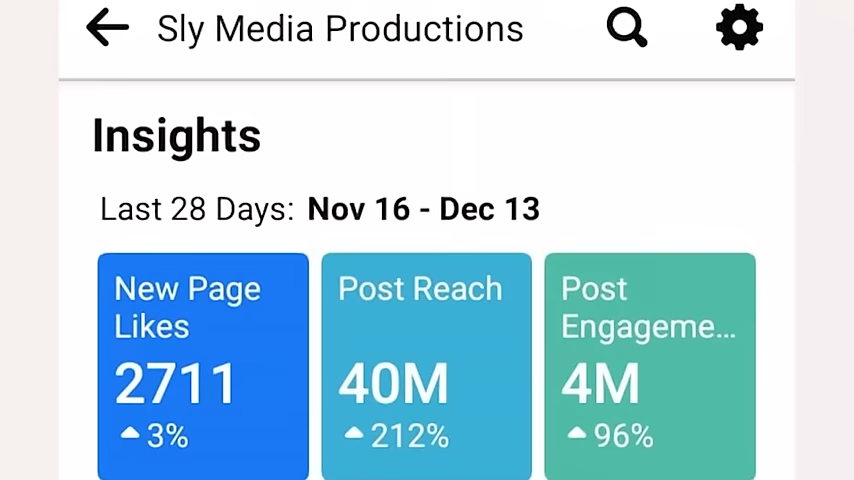 Sly Media Productions
Insights
Last 28 Days: Nov 16 - Dec 13
New Page Likes
2711
3%
Post Reach
40M
212%
Post Engageme...
4M
96%